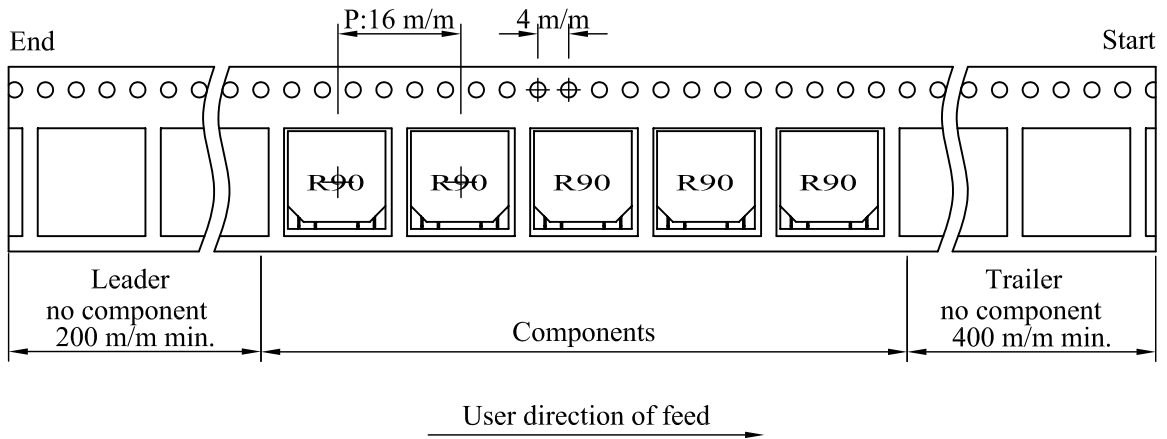 P:16 m/m
4 m/m
End
Start
R90
R90
R90
R90
R90
Leader
no component
200 m/m min.
Components
Trailer
no component
400 m/m min.
User direction of feed